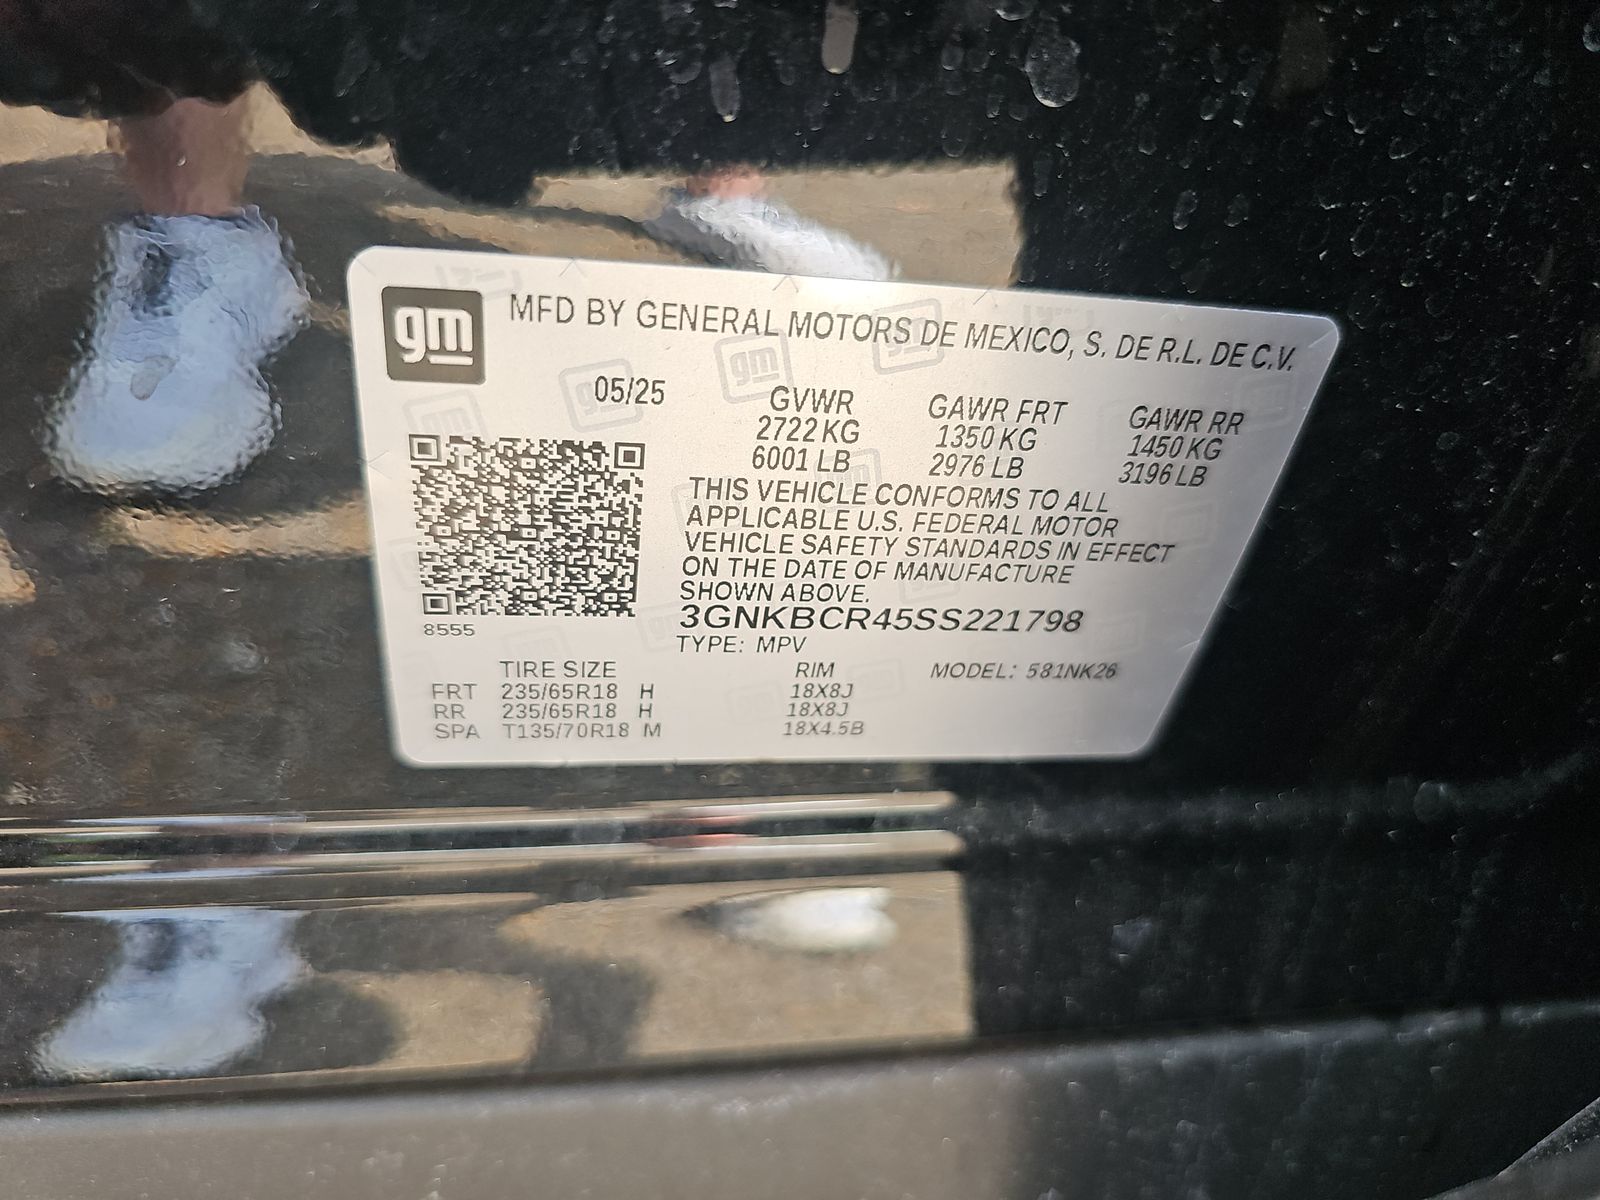 gm
MFD BY GENERAL MOTORS DE MEXICO, S. DE R.L. DE C.V.
05/25
GVWR GAWR FRT GAWR RR
2722 KG 1350 KG 1450 KG
6001 LB 2976 LB 3196 LB
THIS VEHICLE CONFORMS TO ALL
APPLICABLE U.S. FEDERAL MOTOR
VEHICLE SAFETY STANDARDS IN EFFECT
ON THE DATE OF MANUFACTURE
SHOWN ABOVE.
3GNKBCR45SS221798
8555
TYPE: MPV
TIRE SIZE RIM MODEL: 581NK26
FRT 235/65R18 H 18X8J
RR 235/65R18 H 18X8J
SPA T135/70R18 M 18X4.5B